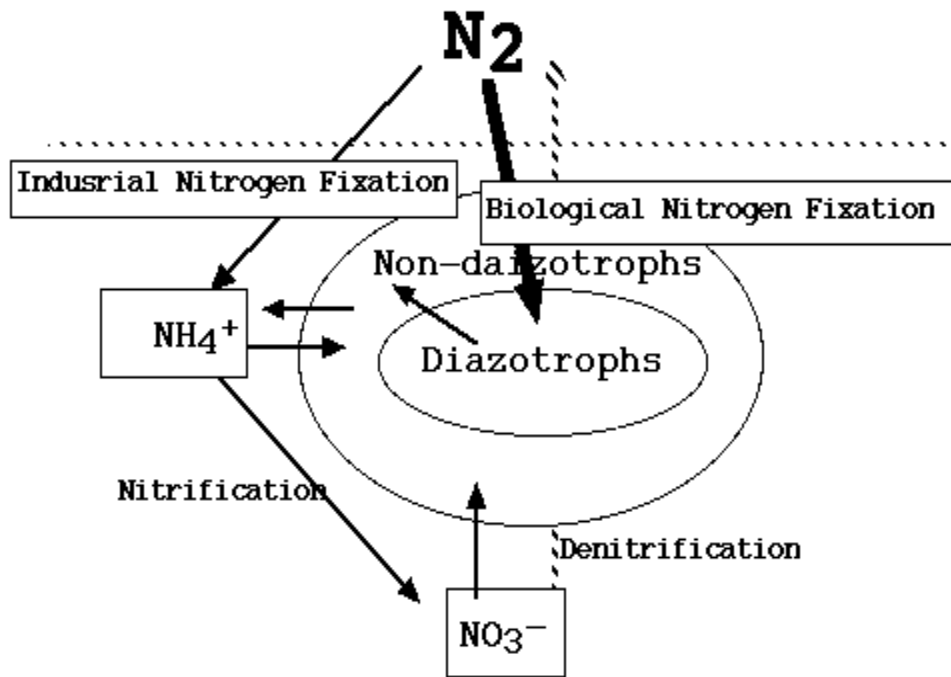 N2
Indusrial Nitrogen Fixation
Biological Nitrogen Fixation
Non-daizotrophs
NH4+
Diazotrophs
Nitrification
Denitrification
NO3−